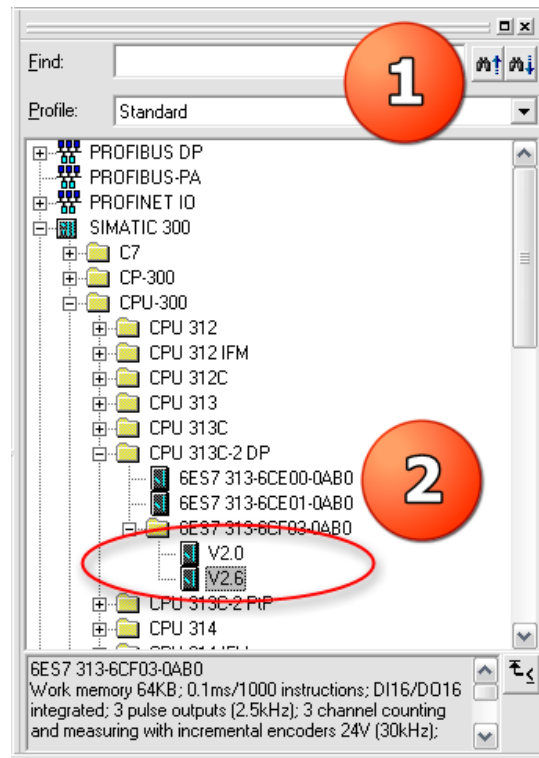 Find:
1
Profile: Standard
PROFIBUS DP
PROFIBUS-PA
PROFINET IO
SIMATIC 300
C7
CP-300
CPU-300
CPU 312
CPU 312 IFM
CPU 312C
CPU 313
CPU 313C
CPU 313C-2 DP
6ES7 313-6CE00-0AB0
6ES7 313-6CE01-0AB0
2
6ES7 313-6CF03-0AB0
V2.0
V2.6
CPU 313C-2 PtP
CPU 314
CPU 314 IFM
6ES7 313-6CF03-0AB0
Work memory 64KB; 0.1ms/1000 instructions; DI16/DO16
integrated; 3 pulse outputs (2.5kHz); 3 channel counting
and measuring with incremental encoders 24V (30kHz);